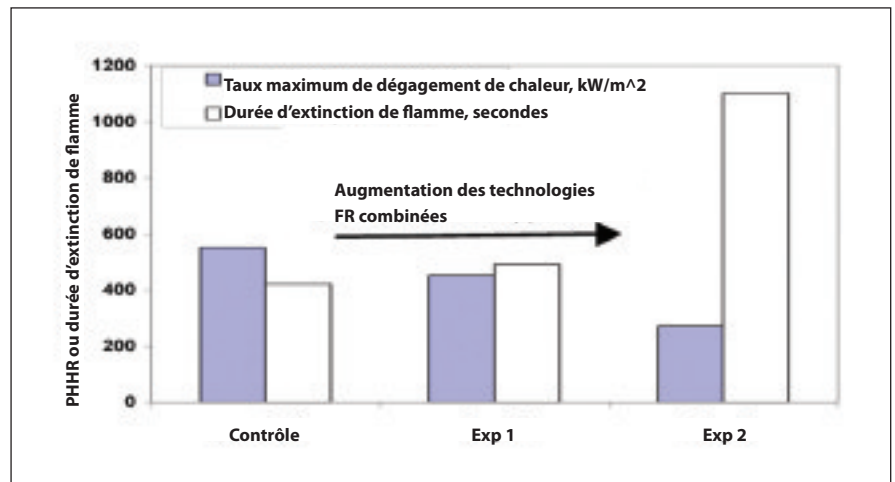 PHHR ou durée d'extinction de flamme
1200
1000
800
600
400
200
0
Taux maximum de dégagement de chaleur, kW/m^2
Durée d'extinction de flamme, secondes
Augmentation des technologies
FR combinées
Contrôle
Exp 1
Exp 2